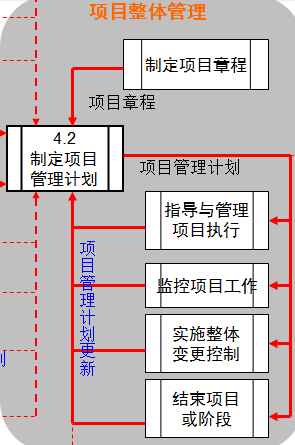 项目整体管理
制定项目章程
项目章程
4.2
制定项目
管理计划
项目管理计划
指导与管理
项目执行
项目管理计划更新
监控项目工作
实施整体
变更控制
结束项目
或阶段